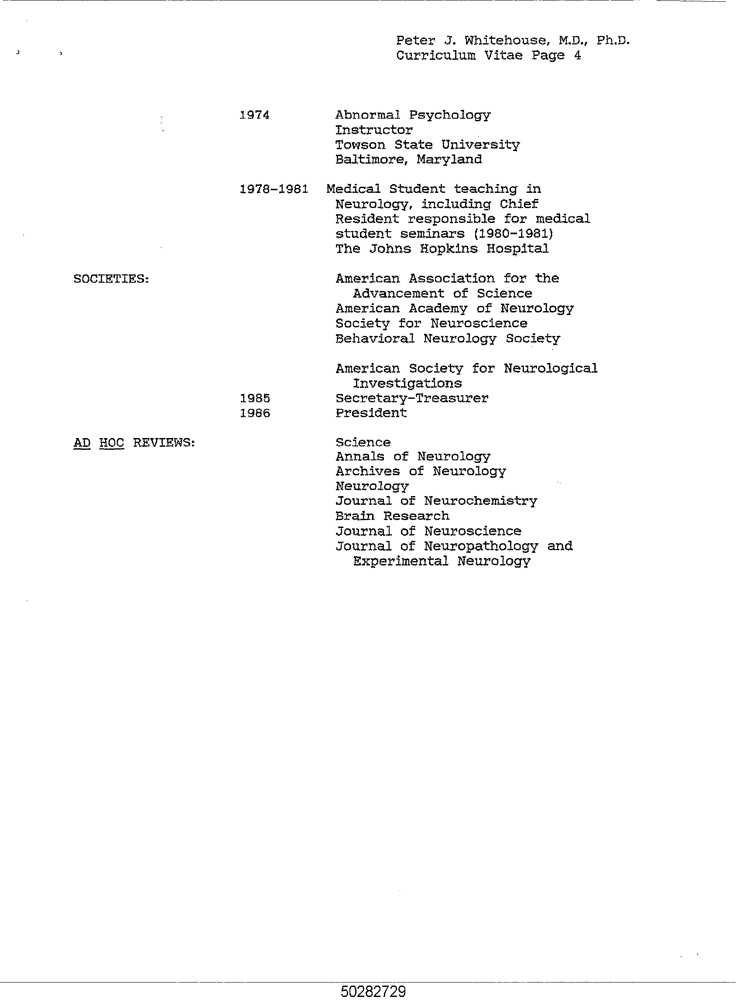 Peter J. Whitehouse, M.D., Ph.D.
Curriculum Vitae Page 4
1974 Abnormal Psychology
Instructor
Towson State University
Baltimore, Maryland
1978-1981 Medical Student teaching in
Neurology, including Chief
Resident responsible for medical
student seminars (1980-1981)
The Johns Hopkins Hospital
SOCIETIES: American Association for the
Advancement of Science
American Academy of Neurology
Society for Neuroscience
Behavioral Neurology Society
American Society for Neurological
Investigations
1985 Secretary-Treasurer
1986 President
AD HOC REVIEWS: Science
Annals of Neurology
Archives of Neurology
Neurology
Journal of Neurochemistry
Brain Research
Journal of Neuroscience
Journal of Neuropathology and
Experimental Neurology
50282729